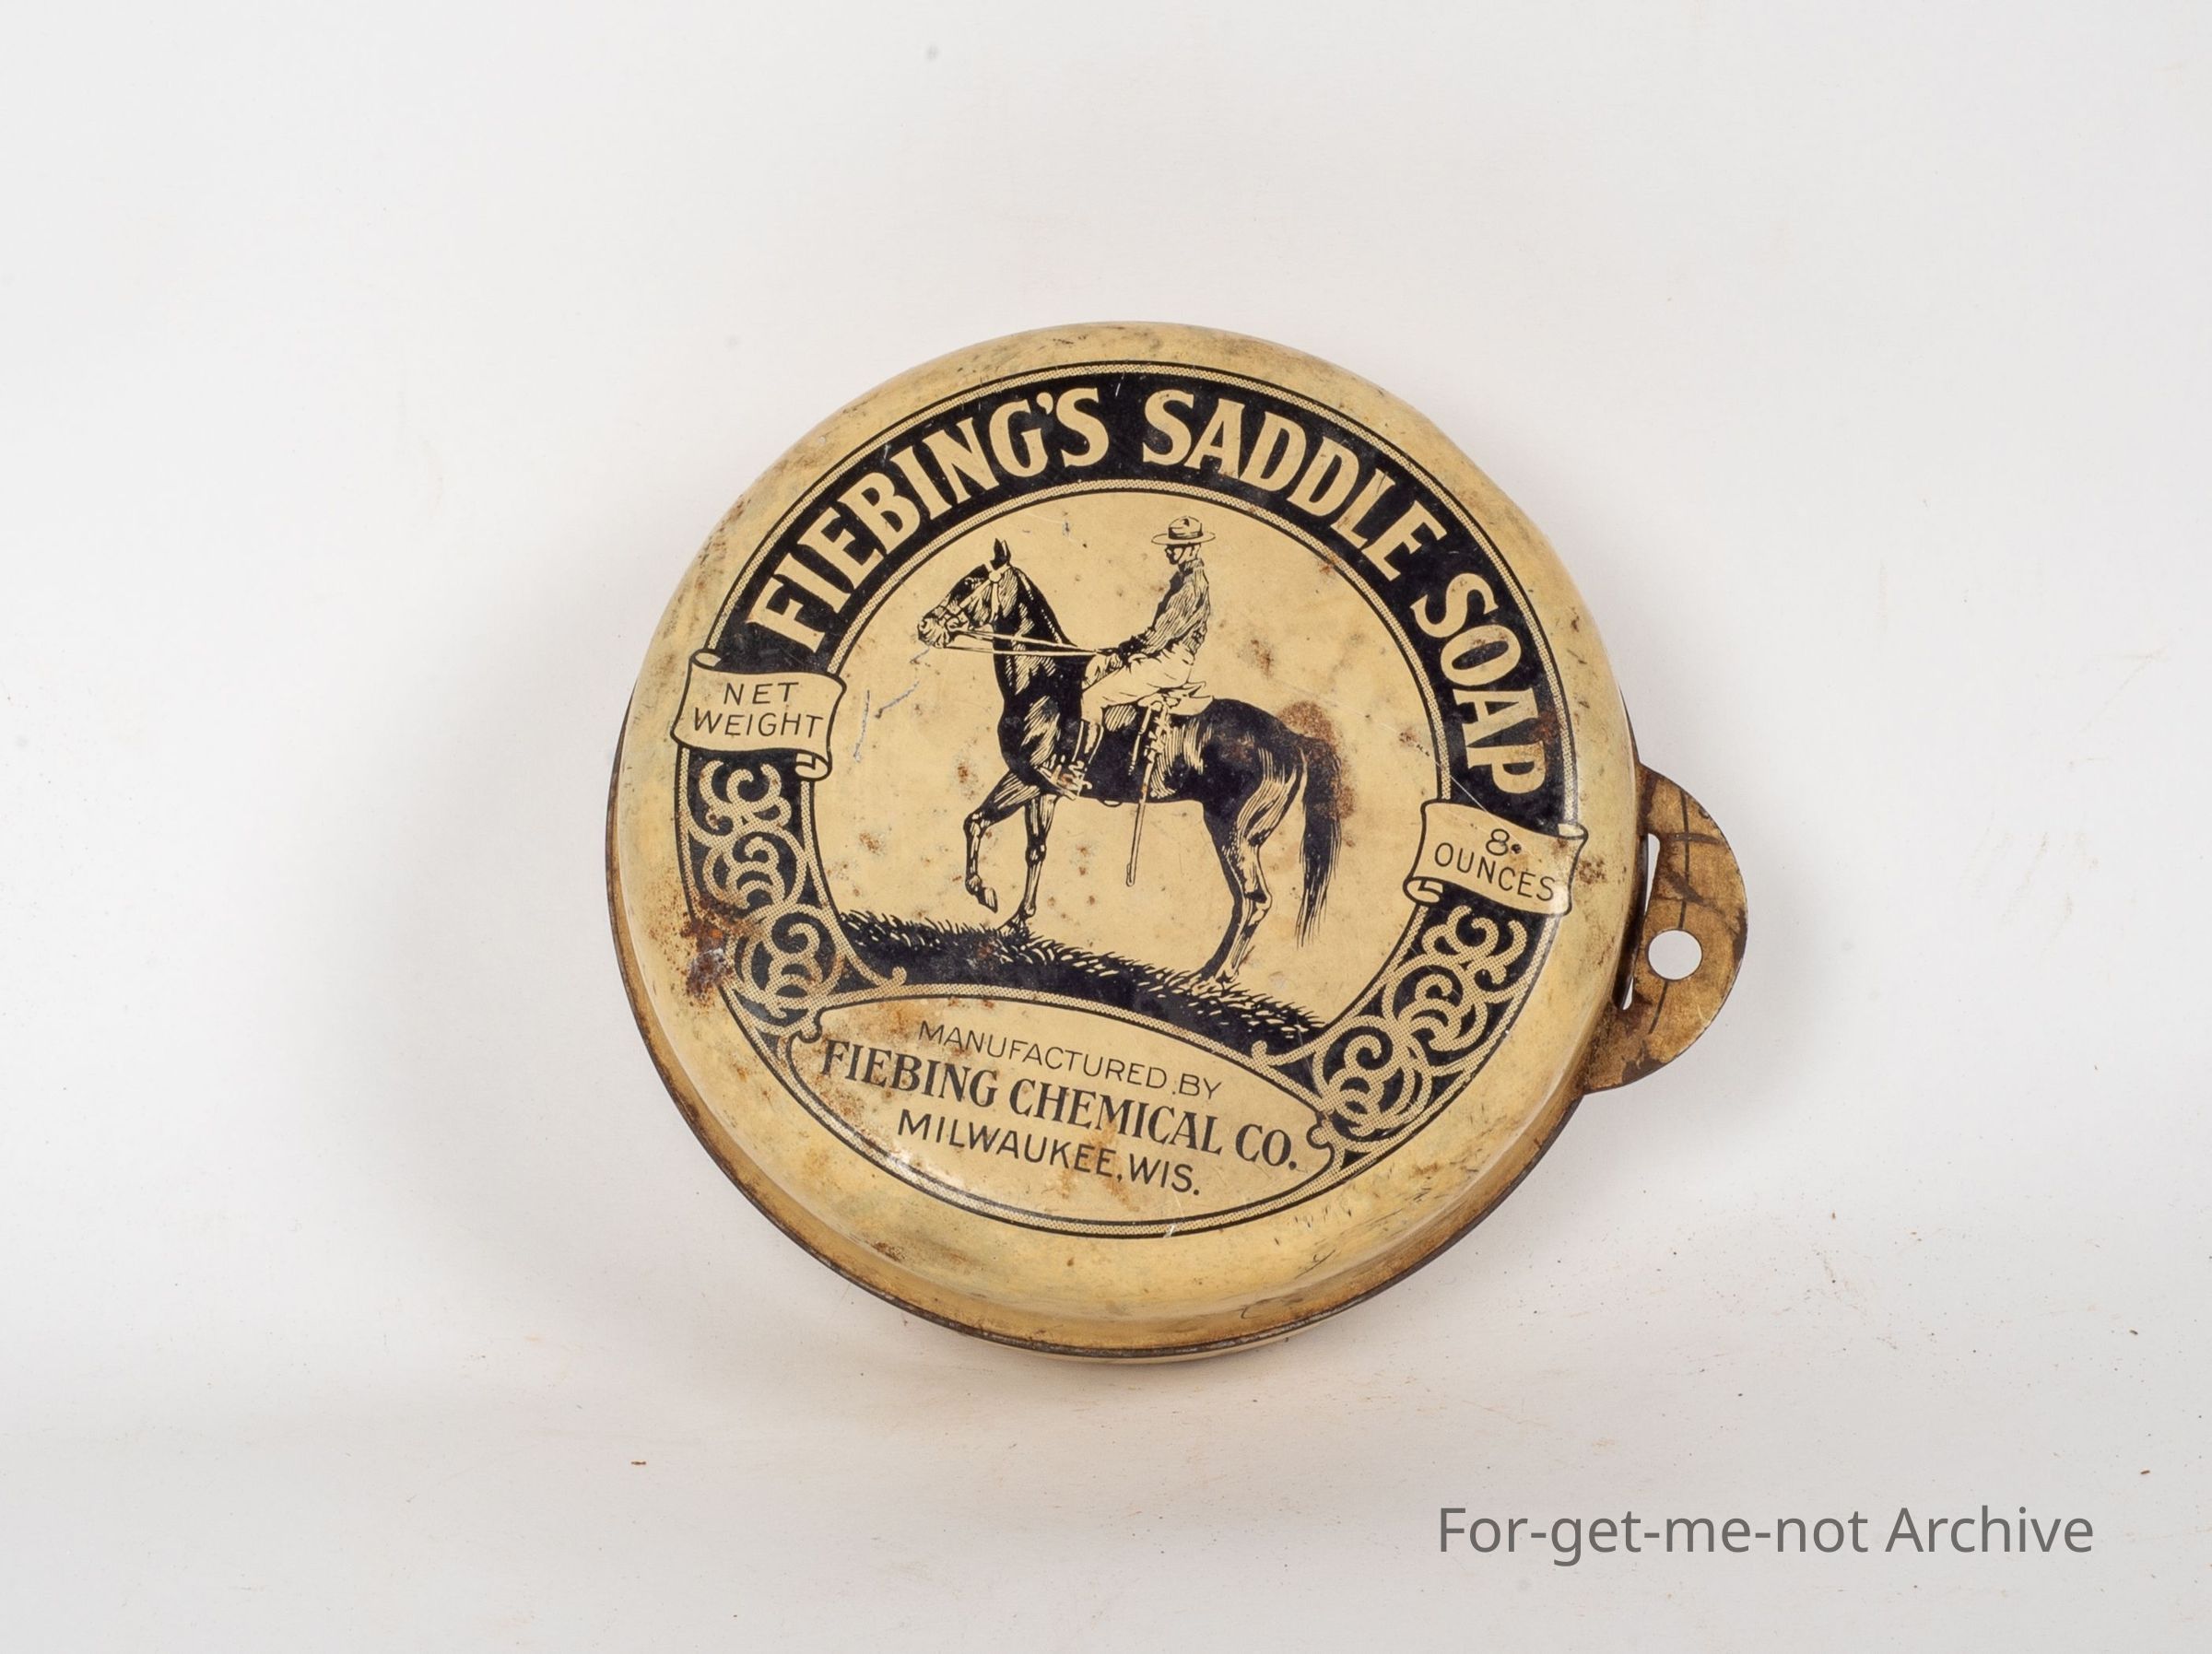 FIEBING'S SADDLE SOAP
NET
WEIGHT
8
OUNCES
MANUFACTURED BY
FIEBING CHEMICAL CO.
MILWAUKEE, WIS.
For-get-me-not Archive